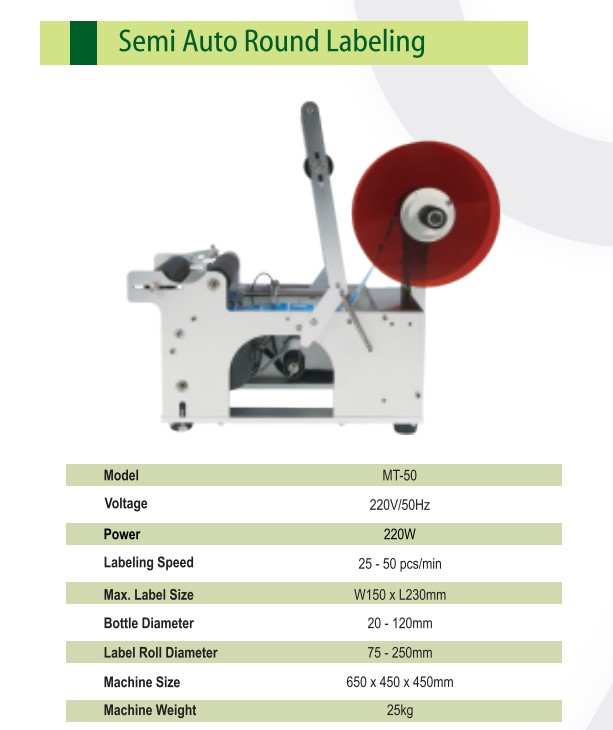 Semi Auto Round Labeling
Model MT-50
Voltage 220V/50Hz
Power 220W
Labeling Speed 25 - 50 pcs/min
Max. Label Size W150 x L230mm
Bottle Diameter 20 - 120mm
Label Roll Diameter 75 - 250mm
Machine Size 650 x 450 x 450mm
Machine Weight 25kg